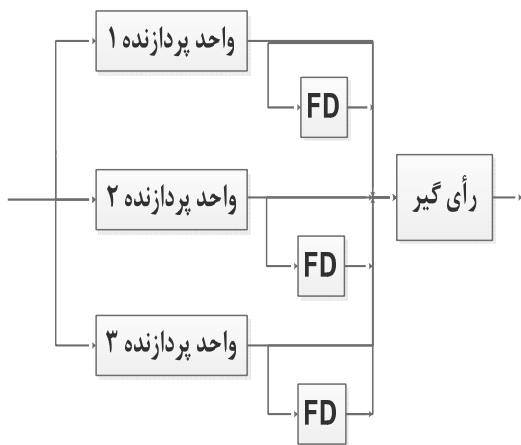 واحد پردازنده ۱
FD
واحد پردازنده ۲
رأی گیر
FD
واحد پردازنده ۳
FD